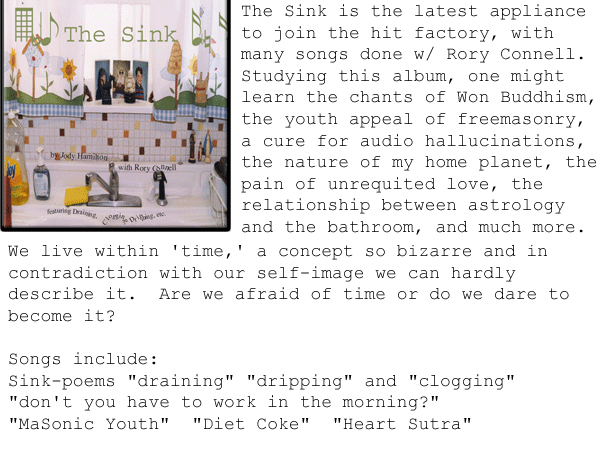 The Sink
by Jody Hamilton
with Rory Connell
featuring Draining,
Clogging, Dripping, etc.
Joy
The Sink is the latest appliance
to join the hit factory, with
many songs done w/ Rory Connell.
Studying this album, one might
learn the chants of Won Buddhism,
the youth appeal of freemasonry,
a cure for audio hallucinations,
the nature of my home planet, the
pain of unrequited love, the
relationship between astrology
and the bathroom, and much more.
We live within 'time,' a concept so bizarre and in
contradiction with our self-image we can hardly
describe it.  Are we afraid of time or do we dare to
become it?
Songs include:
Sink-poems "draining" "dripping" and "clogging"
"don't you have to work in the morning?"
"MaSonic Youth"  "Diet Coke"  "Heart Sutra"